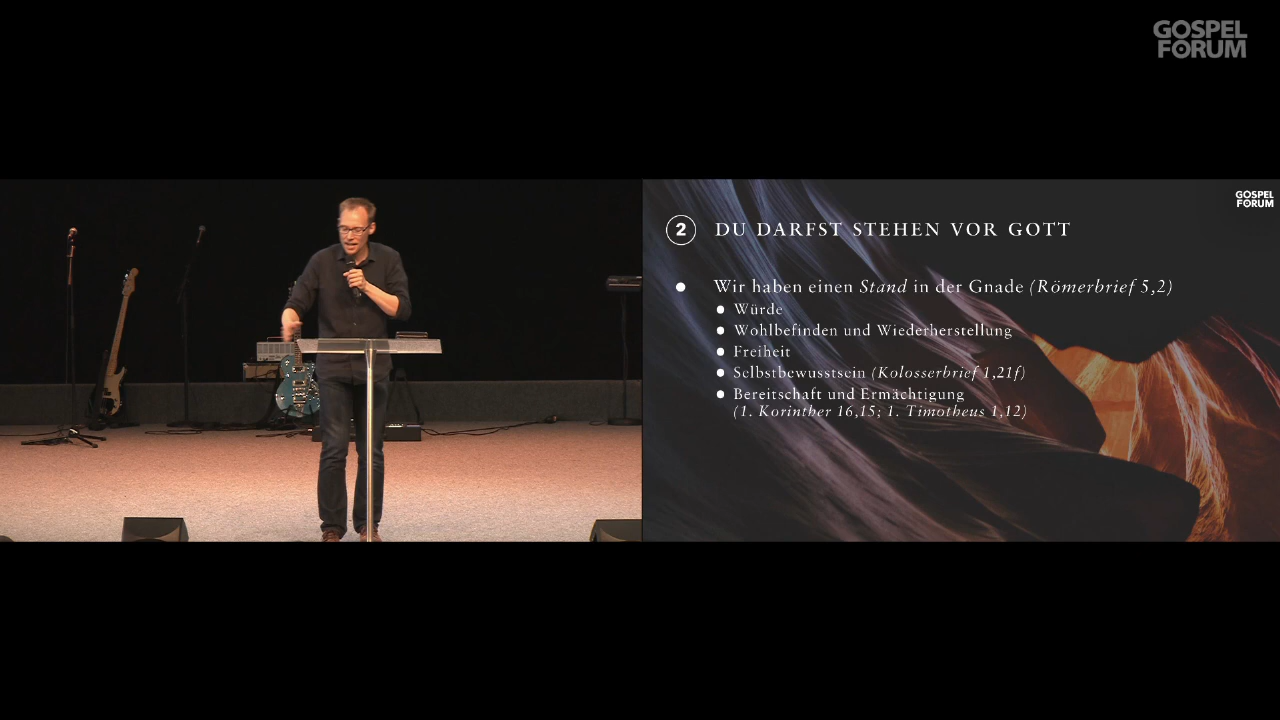 GOSPEL
FORUM
GOSPEL
FORUM
2 DU DARFST STEHEN VOR GOTT
Wir haben einen Stand in der Gnade (Römerbrief 5,2)
Würde
Wohlbefinden und Wiederherstellung
Freiheit
Selbstbewusstsein (Kolosserbrief 1,21f)
Bereitschaft und Ermächtigung
(1. Korinther 16,15; 1. Timotheus 1,12)